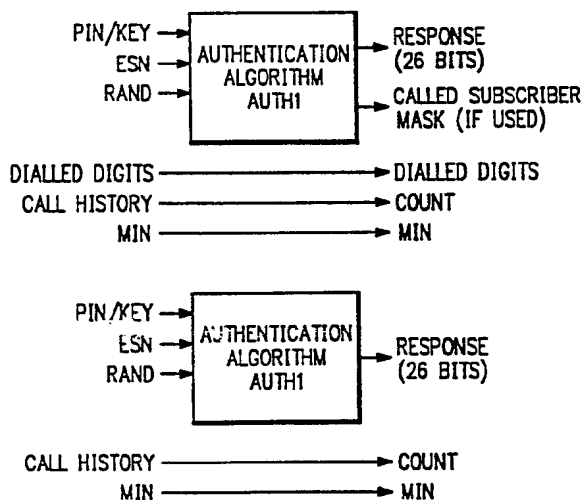 PIN/KEY
ESN
RAND
AUTHENTICATION
ALGORITHM
AUTH1
RESPONSE
(26 BITS)
CALLED SUBSCRIBER
MASK (IF USED)
DIALLED DIGITS
DIALLED DIGITS
CALL HISTORY
COUNT
MIN
MIN
PIN/KEY
ESN
RAND
AUTHENTICATION
ALGORITHM
AUTH1
RESPONSE
(26 BITS)
CALL HISTORY
COUNT
MIN
MIN